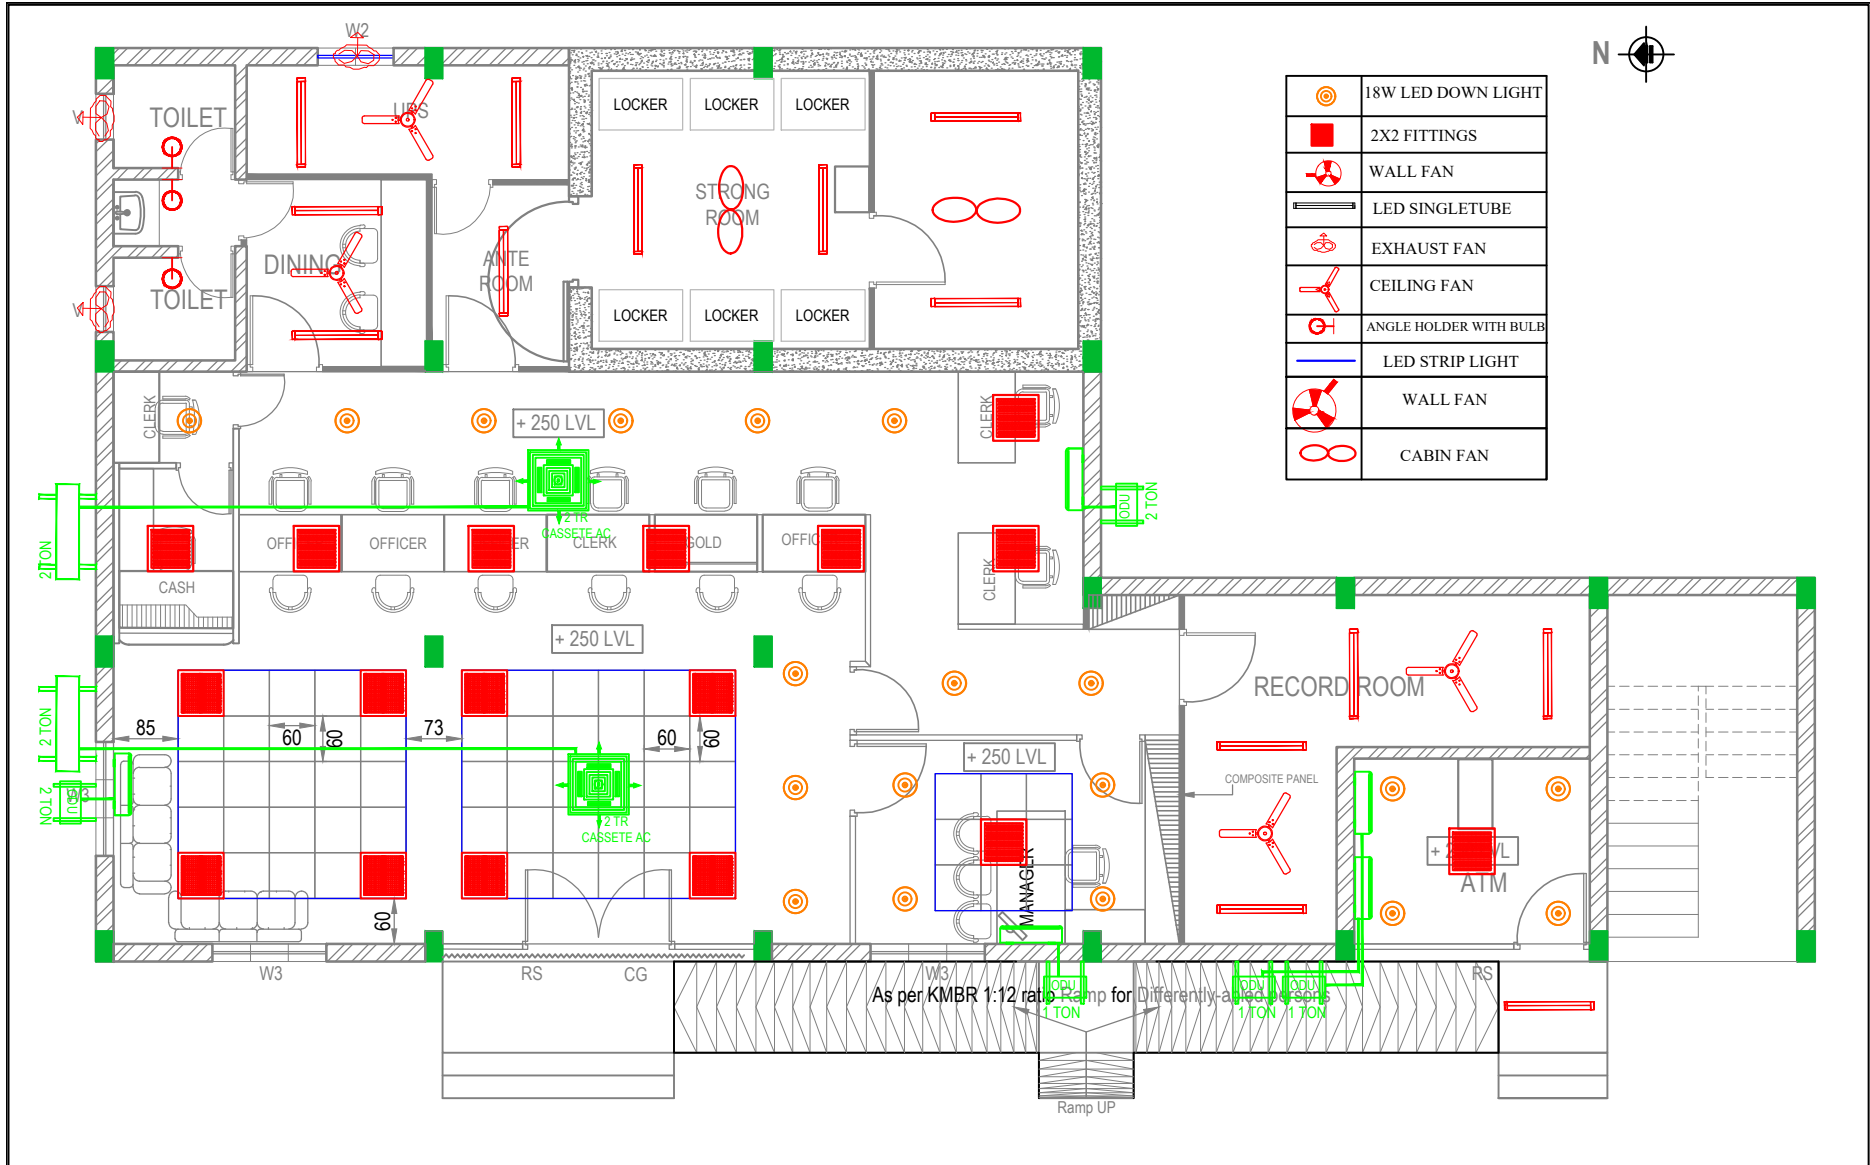 W2
N
18W LED DOWN LIGHT
2X2 FITTINGS
WALL FAN
LED SINGLETUBE
EXHAUST FAN
CEILING FAN
ANGLE HOLDER WITH BULB
LED STRIP LIGHT
WALL FAN
CABIN FAN
TOILET
UPS
LOCKER LOCKER LOCKER
V
STRONG
ROOM
DINING
ANTE
ROOM
TOILET
V
LOCKER LOCKER LOCKER
CLERK
+ 250 LVL
CLERK
ODU
2 TON
2 TR
CASSETE AC
2 TON
OFFICER
CLERK
GOLD
CLERK
CASH
+ 250 LVL
RECORD ROOM
2 TON
85
60
60
73
60
60
+ 250 LVL
COMPOSITE PANEL
W3
ODU
2 TON
2 TR
CASSETE AC
MANAGER
ATM
60
W3
RS
CG
W3
RS
As per KMBR 1:12 ratio Ramp for Differently-abled persons
ODU
1 TON
ODU
1 TON
ODU
1 TON
Ramp UP